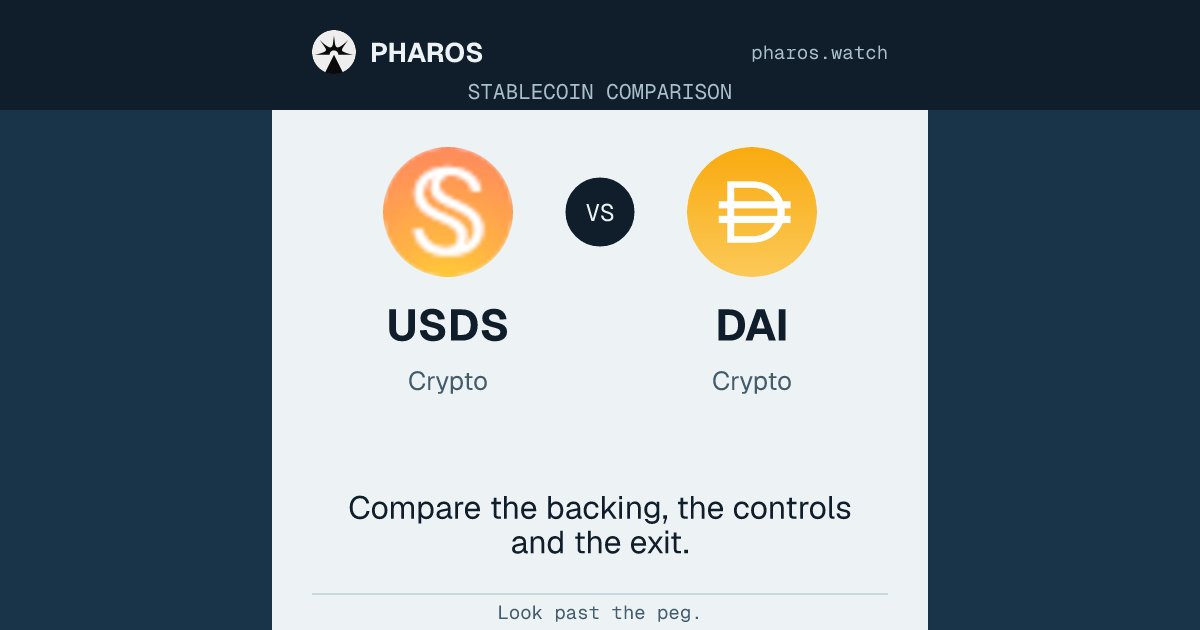 PHAROS
pharos.watch
STABLECOIN COMPARISON
VS
USDS
DAI
Crypto
Crypto
Compare the backing, the controls
and the exit.
Look past the peg.